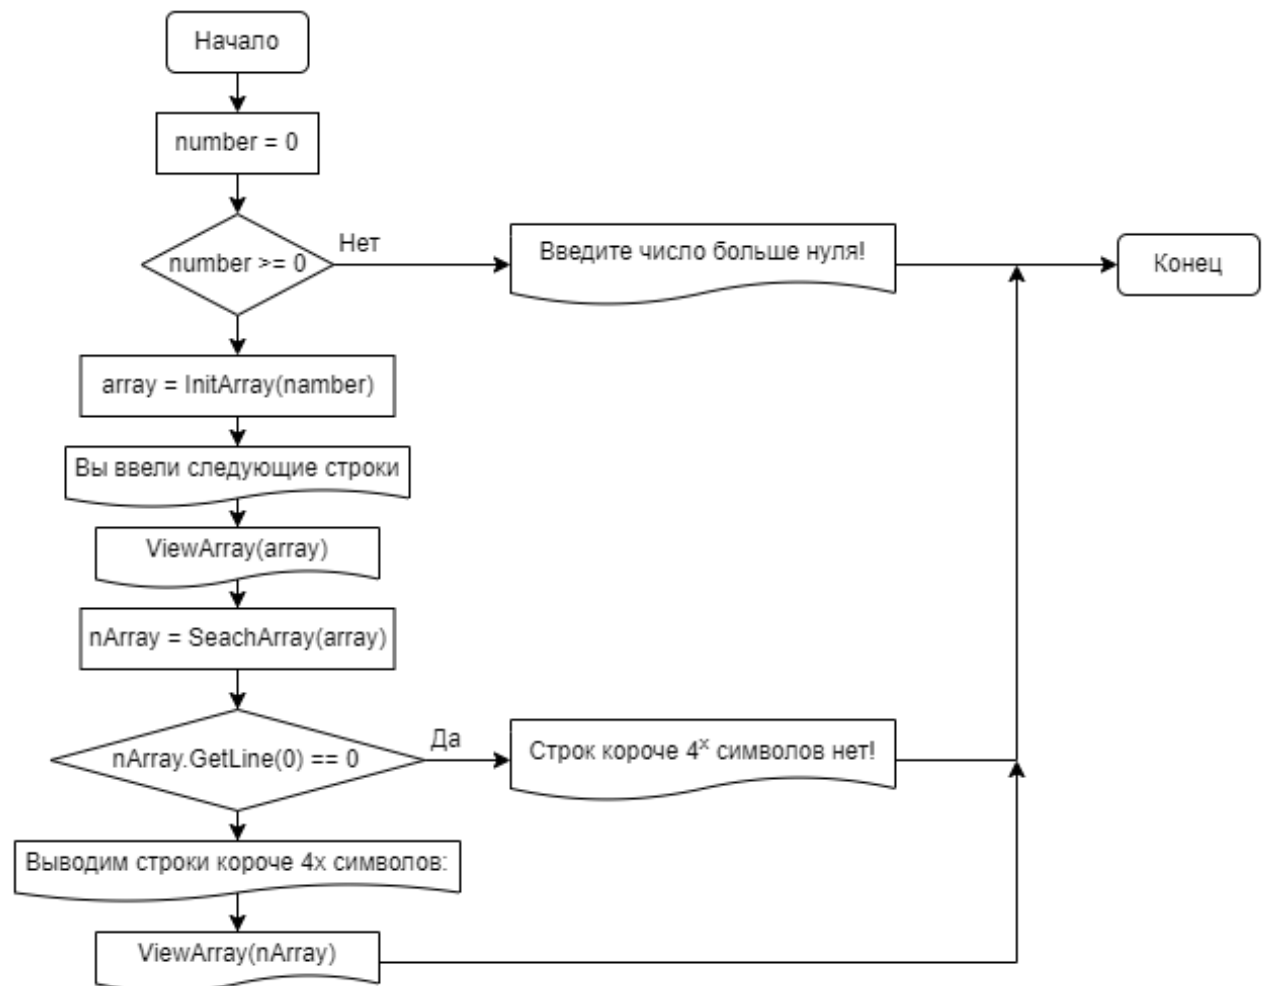 Начало
number = 0
number >= 0
Нет
Введите число больше нуля!
Конец
array = InitArray(namber)
Вы ввели следующие строки
ViewArray(array)
nArray = SeachArray(array)
nArray.GetLine(0) == 0
Да
Строк короче 4ˣ символов нет!
Выводим строки короче 4х символов:
ViewArray(nArray)